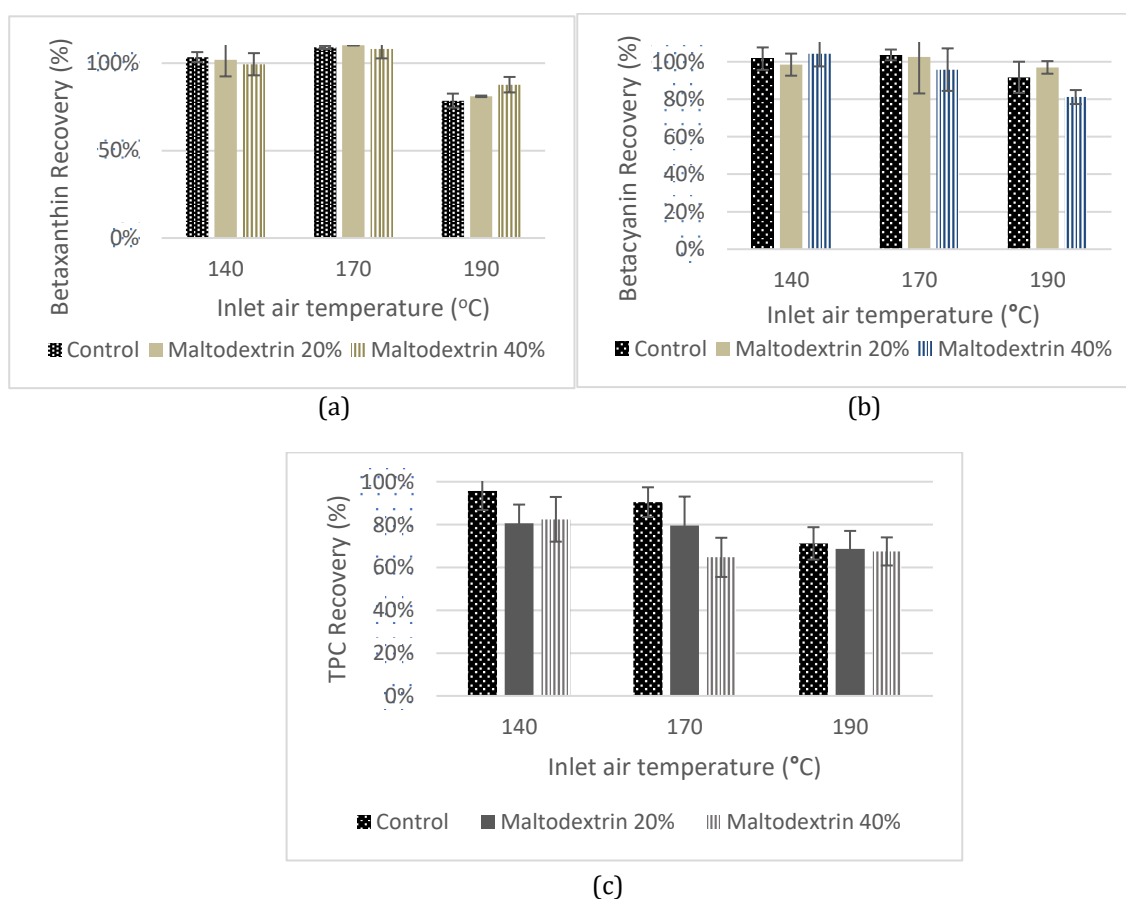 Betaxanthin Recovery (%)
100%
50%
0%
140 170 190
Inlet air temperature (°C)
Control Maltodextrin 20% Maltodextrin 40%
(a)
Betacyanin Recovery (%)
100%
80%
60%
40%
20%
0%
140 170 190
Inlet air temperature (°C)
Control Maltodextrin 20% Maltodextrin 40%
(b)
TPC Recovery (%)
100%
80%
60%
40%
20%
0%
140 170 190
Inlet air temperature (°C)
Control Maltodextrin 20% Maltodextrin 40%
(c)